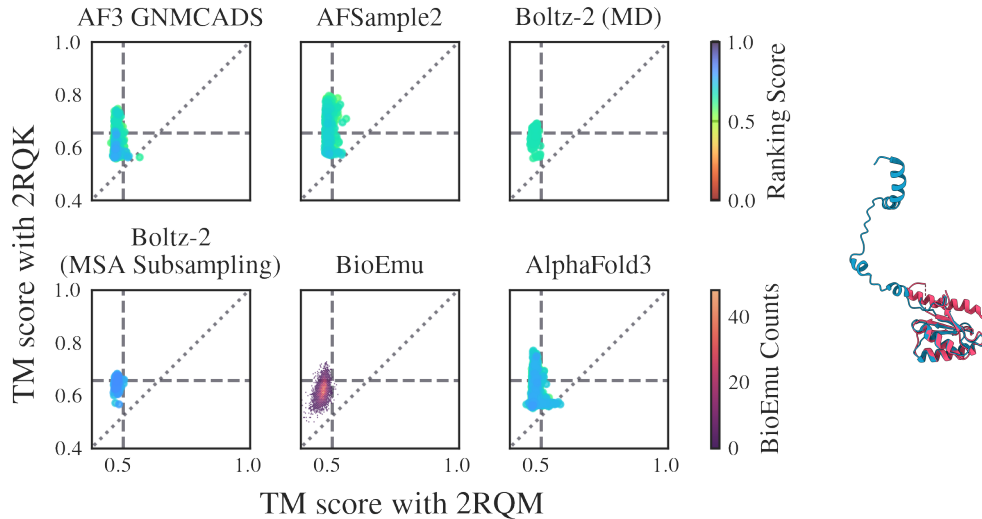 AF3 GNMCADS
AFSample2
Boltz-2 (MD)
1.0
0.8
0.6
0.4
1.0
0.5
0.0
Ranking Score
TM score with 2RQK
Boltz-2
(MSA Subsampling)
BioEmu
AlphaFold3
1.0
0.8
0.6
0.4
0.5
1.0
0.5
1.0
0.5
1.0
40
20
0
BioEmu Counts
TM score with 2RQM